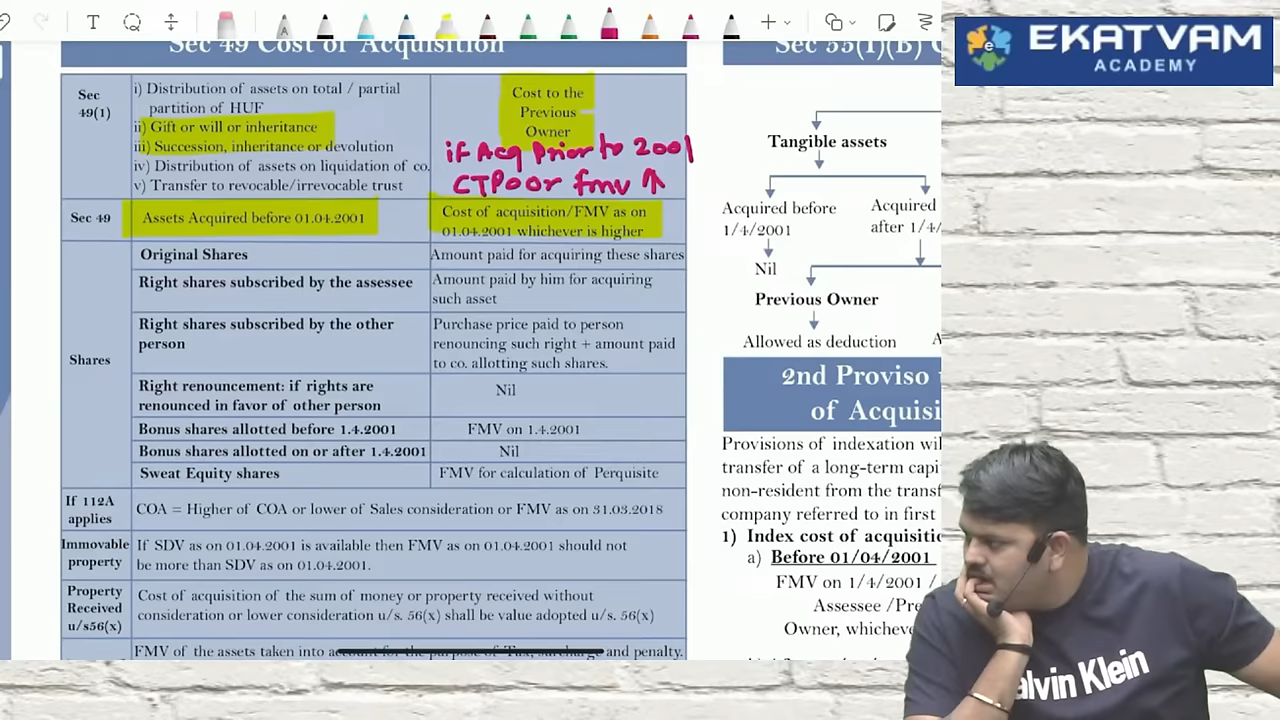 Sec 49 Cost of Acquisition
Sec
49(1)
i) Distribution of assets on total / partial
partition of HUF
ii) Gift or will or inheritance
iii) Succession, inheritance or devolution
iv) Distribution of assets on liquidation of co.
v) Transfer to revocable/irrevocable trust
Cost to the
Previous
Owner
if Acq Prior to 2001
CTPO or fmv ↑
Sec 49
Assets Acquired before 01.04.2001
Cost of acquisition/FMV as on
01.04.2001 whichever is higher
Shares
Original Shares
Amount paid for acquiring these shares
Right shares subscribed by the assessee
Amount paid by him for acquiring
such asset
Right shares subscribed by the other
person
Purchase price paid to person
renouncing such right + amount paid
to co. allotting such shares.
Right renouncement: if rights are
renounced in favor of other person
Nil
Bonus shares allotted before 1.4.2001
FMV on 1.4.2001
Bonus shares allotted on or after 1.4.2001
Nil
Sweat Equity shares
FMV for calculation of Perquisite
If 112A
applies
COA = Higher of COA or lower of Sales consideration or FMV as on 31.03.2018
Immovable
property
If SDV as on 01.04.2001 is available then FMV as on 01.04.2001 should not
be more than SDV as on 01.04.2001.
Property
Received
u/s56(x)
Cost of acquisition of the sum of money or property received without
consideration or lower consideration u/s. 56(x) shall be value adopted u/s. 56(x)
FMV of the assets taken into account for the purpose of Tax, surcharge and penalty.
Sec 55(1)(B) C
Tangible assets
Acquired before
1/4/2001
Acquired
after 1/4/
Nil
Previous Owner
Allowed as deduction
A
2nd Proviso
of Acquisi
Provisions of indexation wil
transfer of a long-term capi
non-resident from the transf
company referred to in first
1) Index cost of acquisitio
a) Before 01/04/2001
FMV on 1/4/2001 /
Assessee /Pre
Owner, whicheve
EKATVAM
ACADEMY
alvin Klein